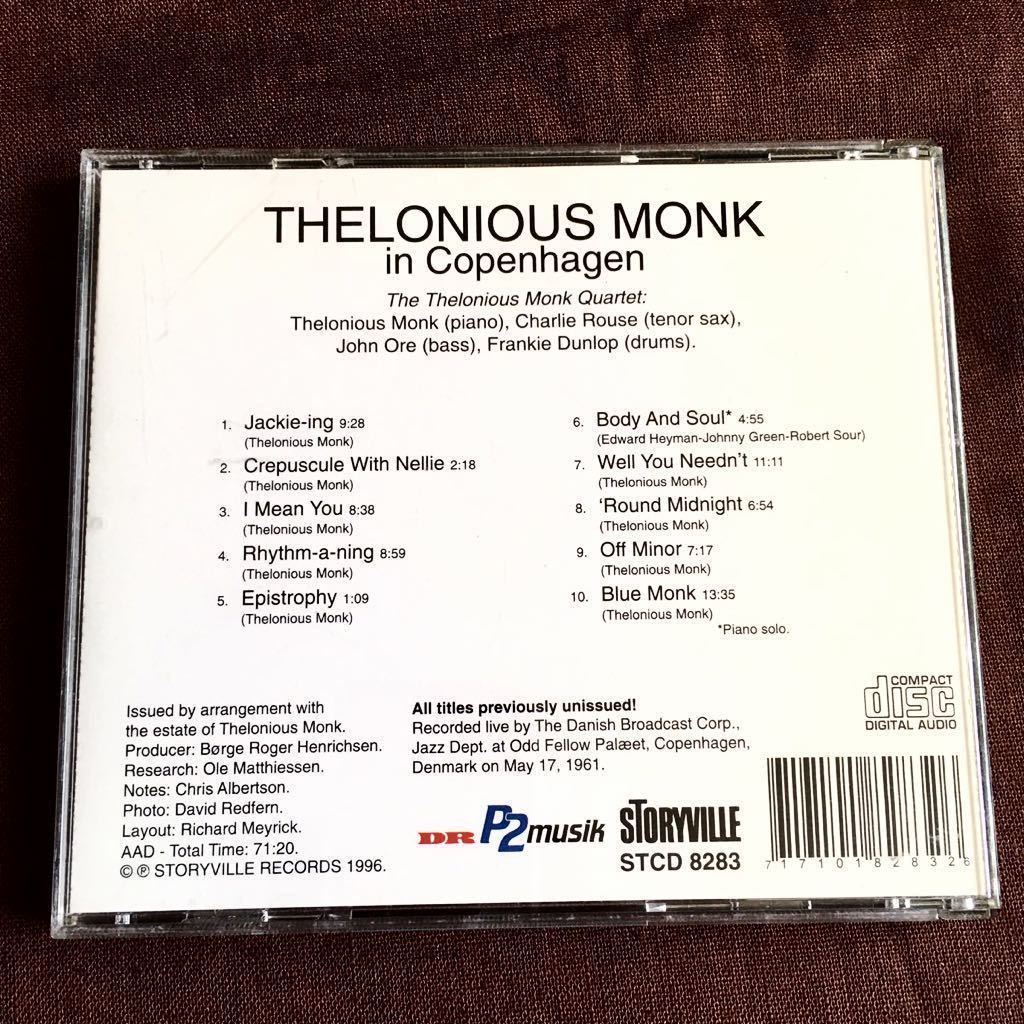 THELONIOUS MONK
in Copenhagen
The Thelonious Monk Quartet:
Thelonious Monk (piano), Charlie Rouse (tenor sax),
John Ore (bass), Frankie Dunlop (drums).
1. Jackie-ing 9:28
(Thelonious Monk)
2. Crepuscule With Nellie 2:18
(Thelonious Monk)
3. I Mean You 8:38
(Thelonious Monk)
4. Rhythm-a-ning 8:59
(Thelonious Monk)
5. Epistrophy 1:09
(Thelonious Monk)
6. Body And Soul* 4:55
(Edward Heyman-Johnny Green-Robert Sour)
7. Well You Needn't 11:11
(Thelonious Monk)
8. 'Round Midnight 6:54
(Thelonious Monk)
9. Off Minor 7:17
(Thelonious Monk)
10. Blue Monk 13:35
(Thelonious Monk)
*Piano solo.
Issued by arrangement with
the estate of Thelonious Monk.
Producer: Børge Roger Henrichsen.
Research: Ole Matthiessen.
Notes: Chris Albertson.
Photo: David Redfern.
Layout: Richard Meyrick.
AAD - Total Time: 71:20.
© ℗ STORYVILLE RECORDS 1996.
All titles previously unissued!
Recorded live by The Danish Broadcast Corp.,
Jazz Dept. at Odd Fellow Palæet, Copenhagen,
Denmark on May 17, 1961.
DR P2musik STORYVILLE
STCD 8283
COMPACT
disc
DIGITAL AUDIO
7 17101 82832 6